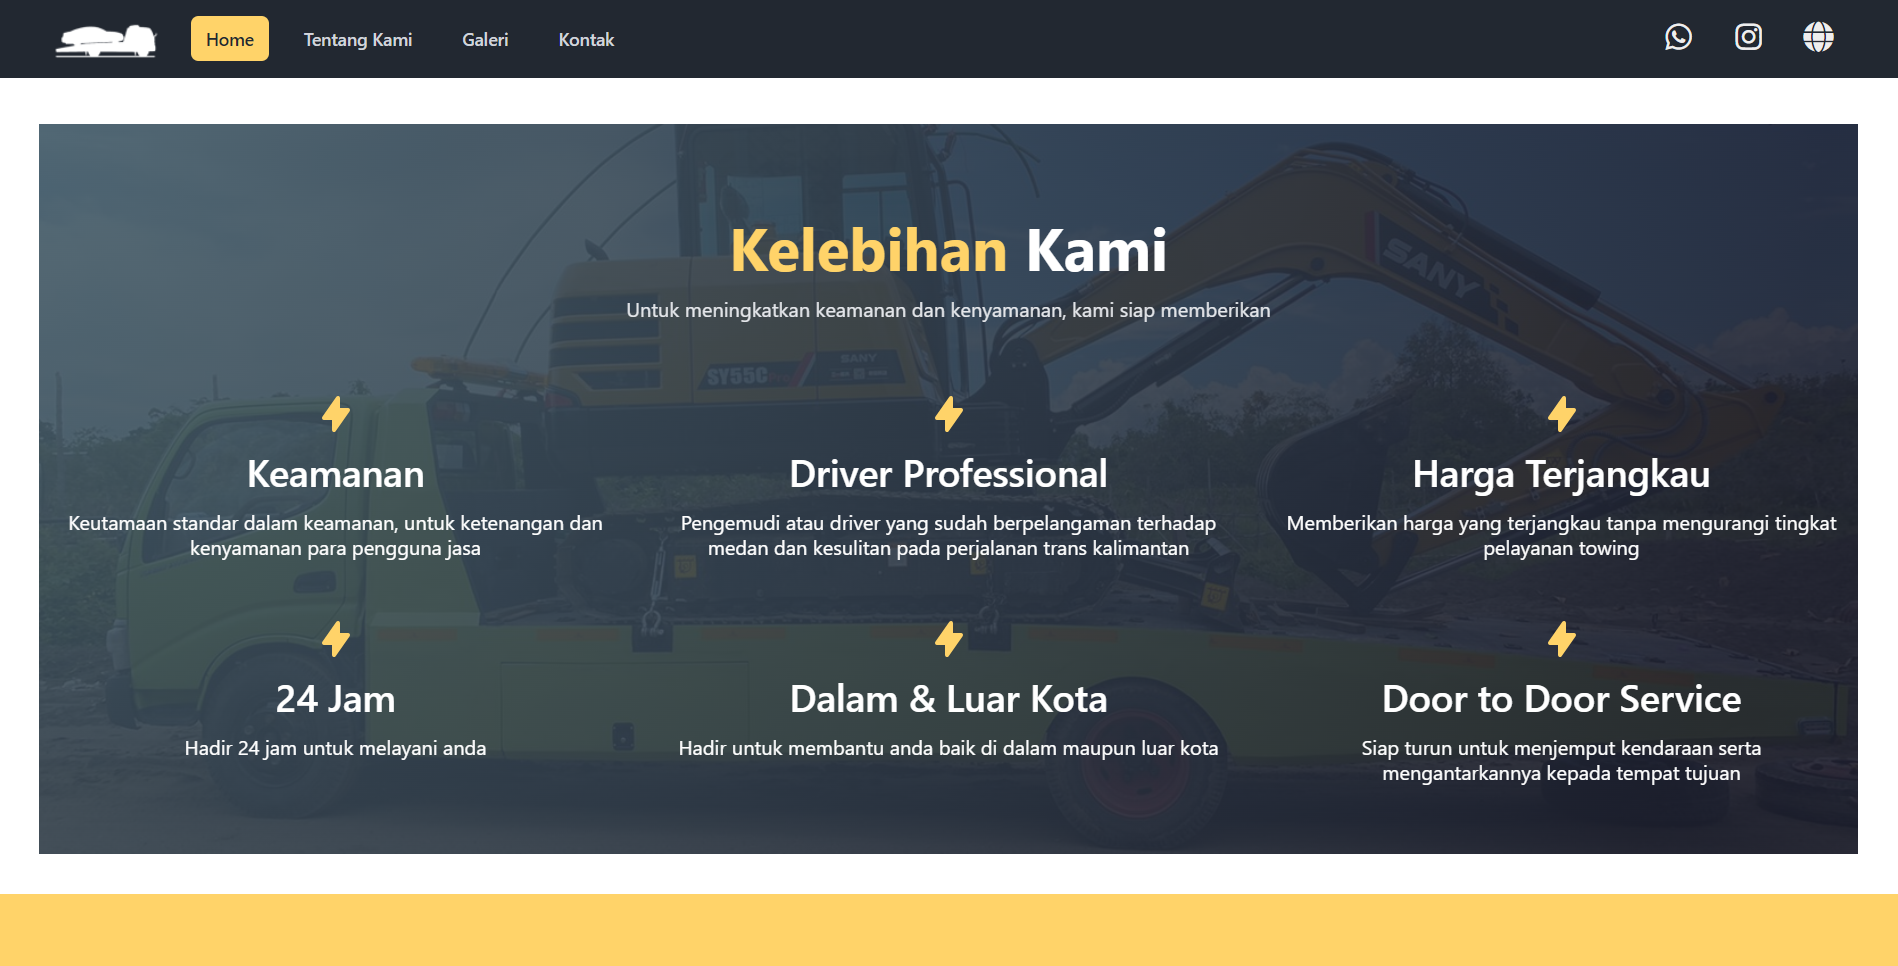 Home Tentang Kami Galeri Kontak
Kelebihan Kami
Untuk meningkatkan keamanan dan kenyamanan, kami siap memberikan
SANY
SANY
SY55C
Keamanan
Keutamaan standar dalam keamanan, untuk ketenangan dan
kenyamanan para pengguna jasa
Driver Professional
Pengemudi atau driver yang sudah berpelangaman terhadap
medan dan kesulitan pada perjalanan trans kalimantan
Harga Terjangkau
Memberikan harga yang terjangkau tanpa mengurangi tingkat
pelayanan towing
24 Jam
Hadir 24 jam untuk melayani anda
Dalam & Luar Kota
Hadir untuk membantu anda baik di dalam maupun luar kota
Door to Door Service
Siap turun untuk menjemput kendaraan serta
mengantarkannya kepada tempat tujuan